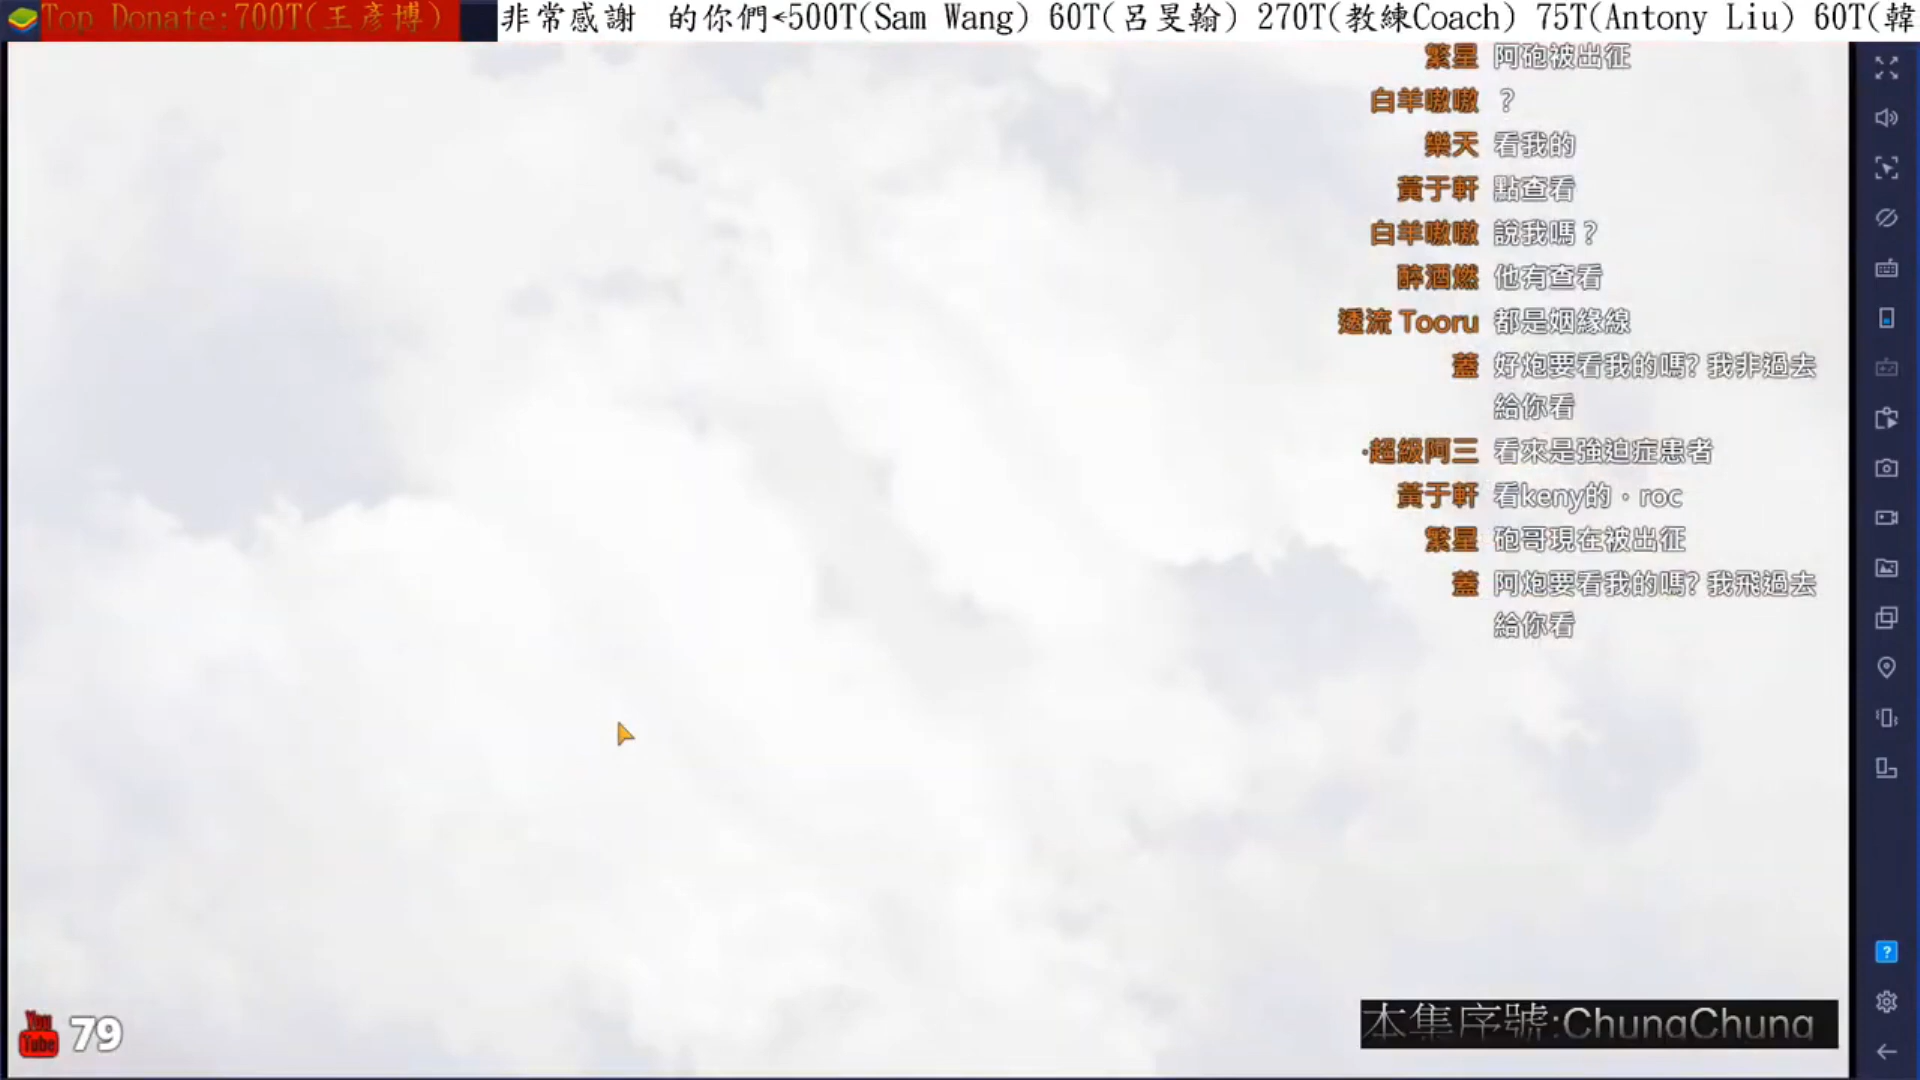 Top Donate:700T(王彥博)
非常感謝 的你們<500T(Sam Wang) 60T(呂旻翰) 270T(教練Coach) 75T(Antony Liu) 60T(韓
繁星 阿砲被出征
白羊嗷嗷 ?
樂天 看我的
黃于軒 點查看
白羊嗷嗷 說我嗎?
醉酒燃 他有查看
透流 Tooru 都是姻緣線
蓋 好炮要看我的嗎? 我非過去
給你看
·超級阿三 看來是強迫症患者
黃于軒 看keny的。roc
繁星 砲哥現在被出征
蓋 阿炮要看我的嗎? 我飛過去
給你看
You
Tube 79
本集序號:ChungChung